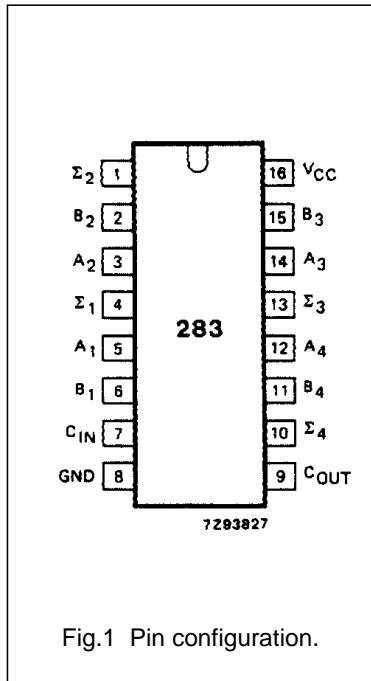 Σ2 1 16 VCC
B2 2 15 B3
A2 3 14 A3
Σ1 4 13 Σ3
283
A1 5 12 A4
B1 6 11 B4
CIN 7 10 Σ4
GND 8 9 COUT
7Z93827
Fig.1 Pin configuration.